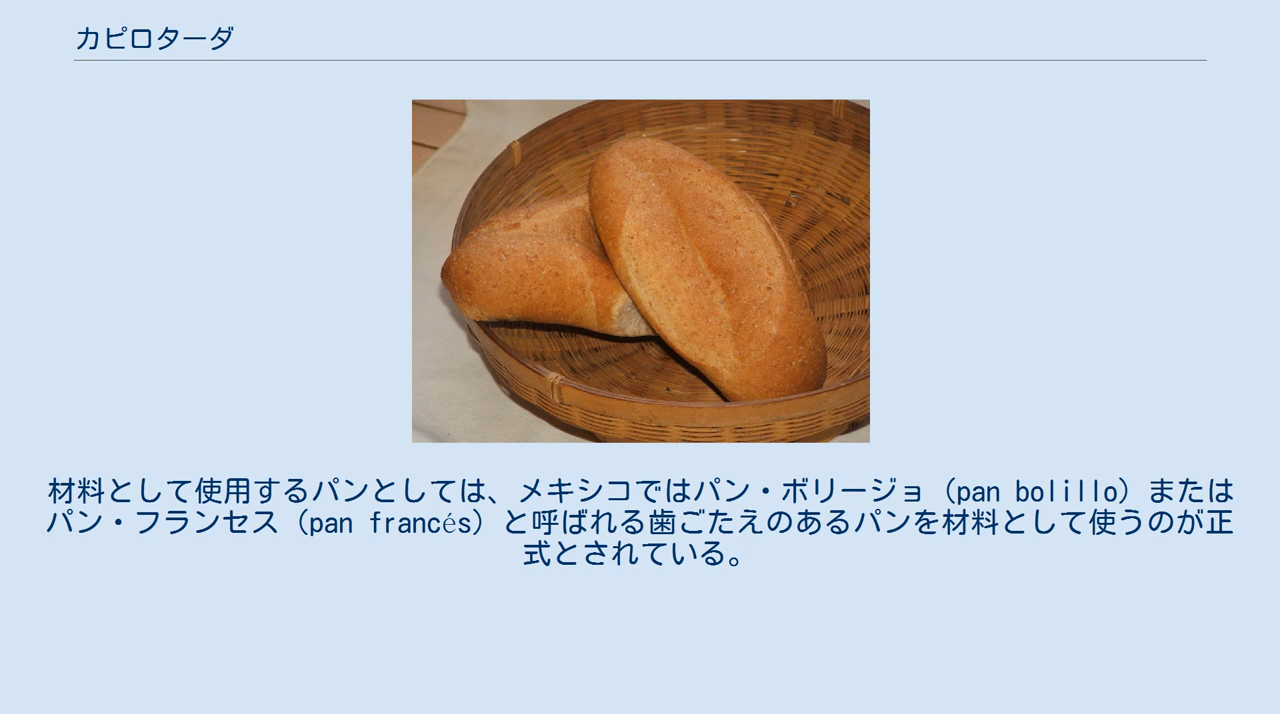 カピロターダ
材料として使用するパンとしては、メキシコではパン・ボリージョ（pan bolillo）または
パン・フランセス（pan francés）と呼ばれる歯ごたえのあるパンを材料として使うのが正
式とされている。